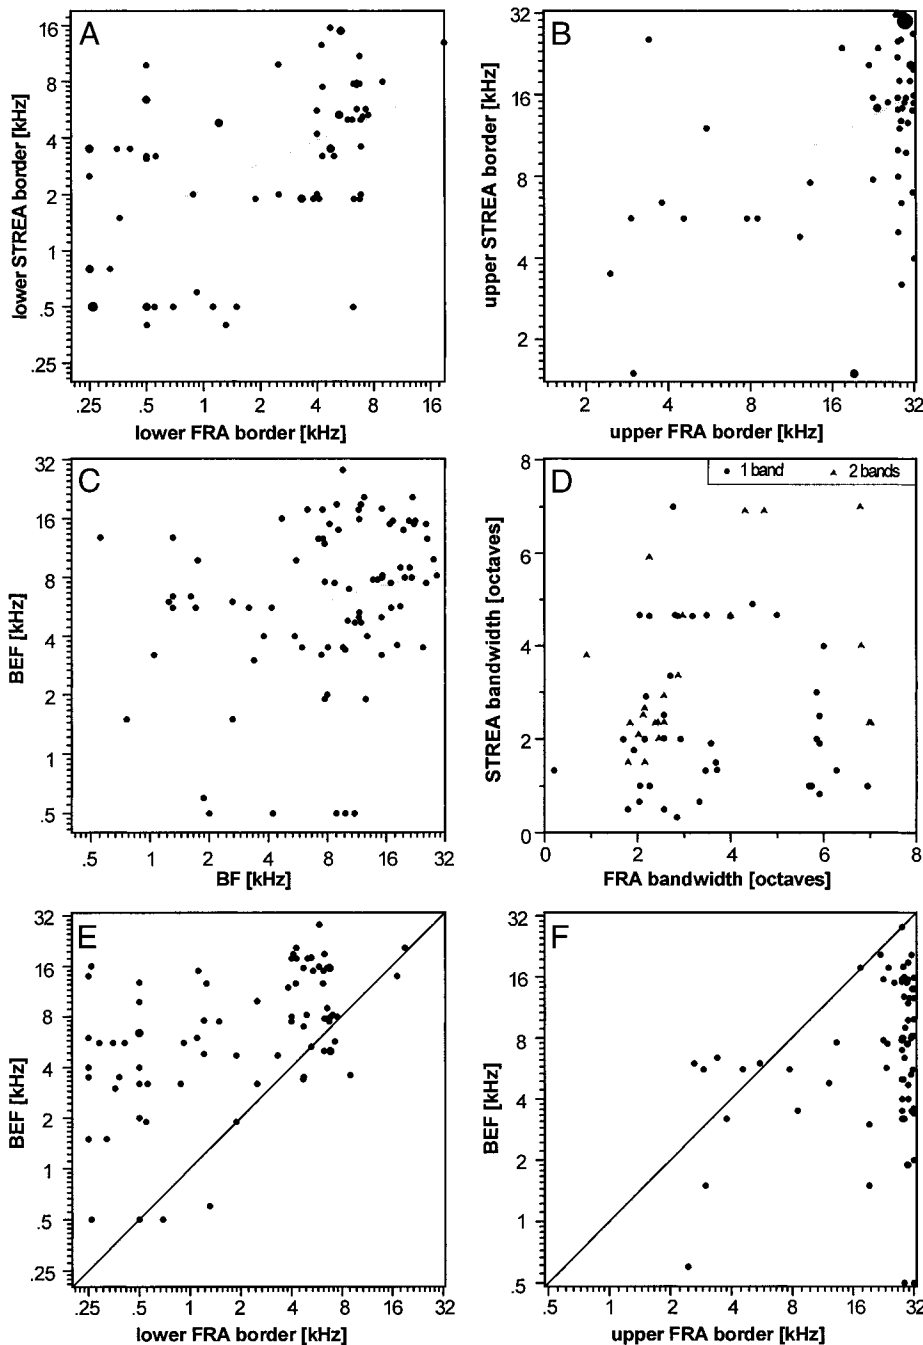 A
16
8
4
2
1
.5
.25
lower STREA border [kHz]
.25 .5 1 2 4 8 16
lower FRA border [kHz]
B
32
16
8
4
2
upper STREA border [kHz]
2 4 8 16 32
upper FRA border [kHz]
C
32
16
8
4
2
1
.5
BEF [kHz]
.5 1 2 4 8 16 32
BF [kHz]
D
1 band 2 bands
8
6
4
2
0
STREA bandwidth [octaves]
0 2 4 6 8
FRA bandwidth [octaves]
E
32
16
8
4
2
1
.5
.25
BEF [kHz]
.25 .5 1 2 4 8 16 32
lower FRA border [kHz]
F
32
16
8
4
2
1
.5
BEF [kHz]
.5 1 2 4 8 16 32
upper FRA border [kHz]